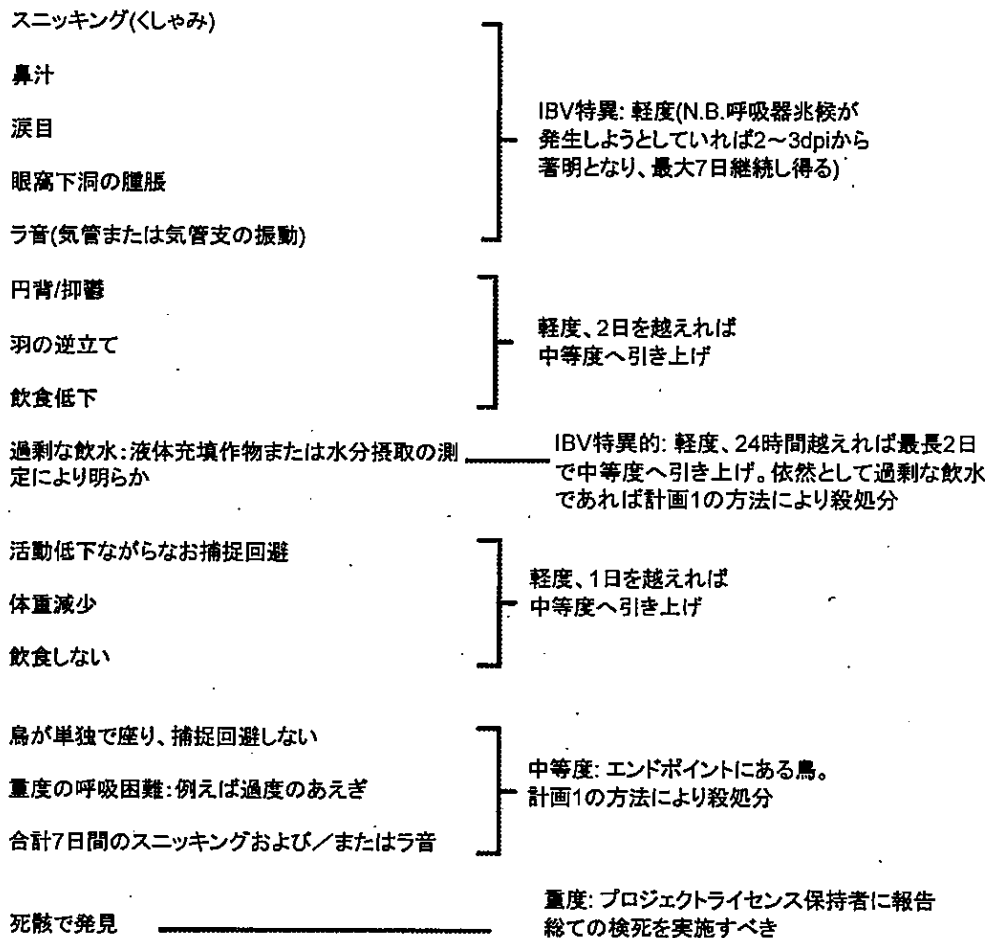 スニッキング(くしゃみ)
鼻汁
涙目
眼窩下洞の腫脹
ラ音(気管または気管支の振動)
IBV特異: 軽度(N.B.呼吸器兆候が
発生しようとしていれば2～3dpiから
著明となり、最大7日継続し得る)
円背/抑鬱
羽の逆立て
飲食低下
軽度、2日を越えれば
中等度へ引き上げ
過剰な飲水：液体充填作物または水分摂取の測
定により明らか
IBV特異的: 軽度、24時間越えれば最長2日
で中等度へ引き上げ。依然として過剰な飲水
であれば計画1の方法により殺処分
活動低下ながらなお捕捉回避
体重減少
飲食しない
軽度、1日を越えれば
中等度へ引き上げ
鳥が単独で座り、捕捉回避しない
重度の呼吸困難：例えば過度のあえぎ
合計7日間のスニッキングおよび／またはラ音
中等度: エンドポイントにある鳥。
計画1の方法により殺処分
死骸で発見
重度: プロジェクトライセンス保持者に報告
総ての検死を実施すべき